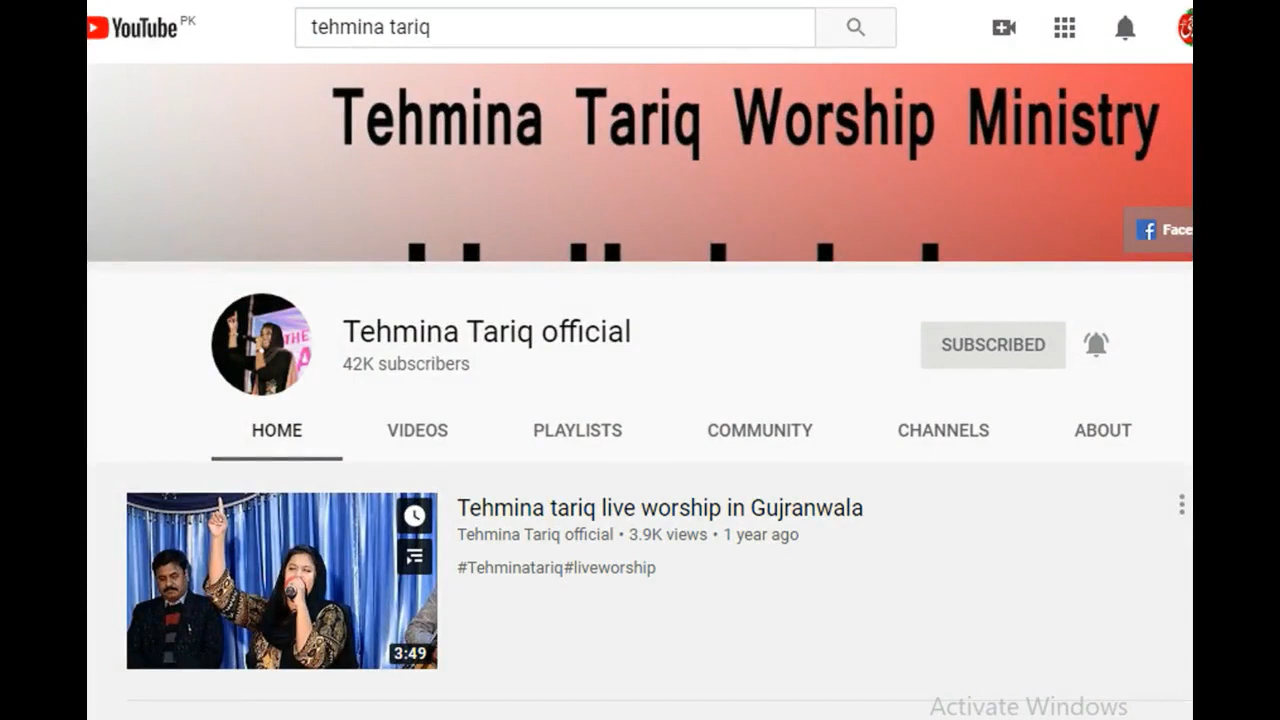 YouTube PK
tehmina tariq
Tehmina Tariq Worship Ministry
Face
Tehmina Tariq official
42K subscribers
SUBSCRIBED
HOME VIDEOS PLAYLISTS COMMUNITY CHANNELS ABOUT
Tehmina tariq live worship in Gujranwala
Tehmina Tariq official • 3.9K views • 1 year ago
#Tehminatariq#liveworship
3:49
Activate Windows